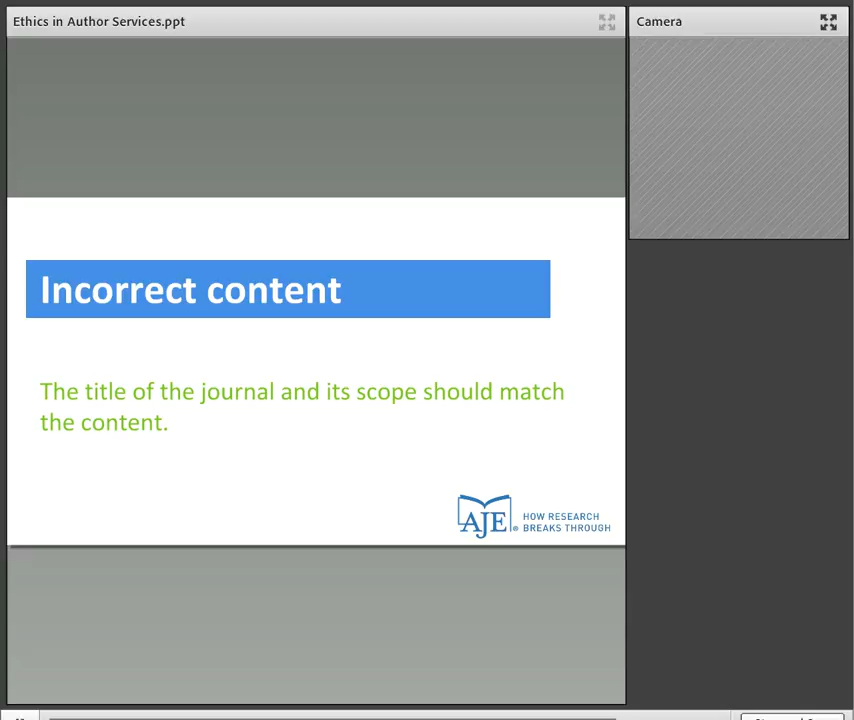 Ethics in Author Services.ppt
Camera
Incorrect content
The title of the journal and its scope should match
the content.
AJE® HOW RESEARCH
BREAKS THROUGH